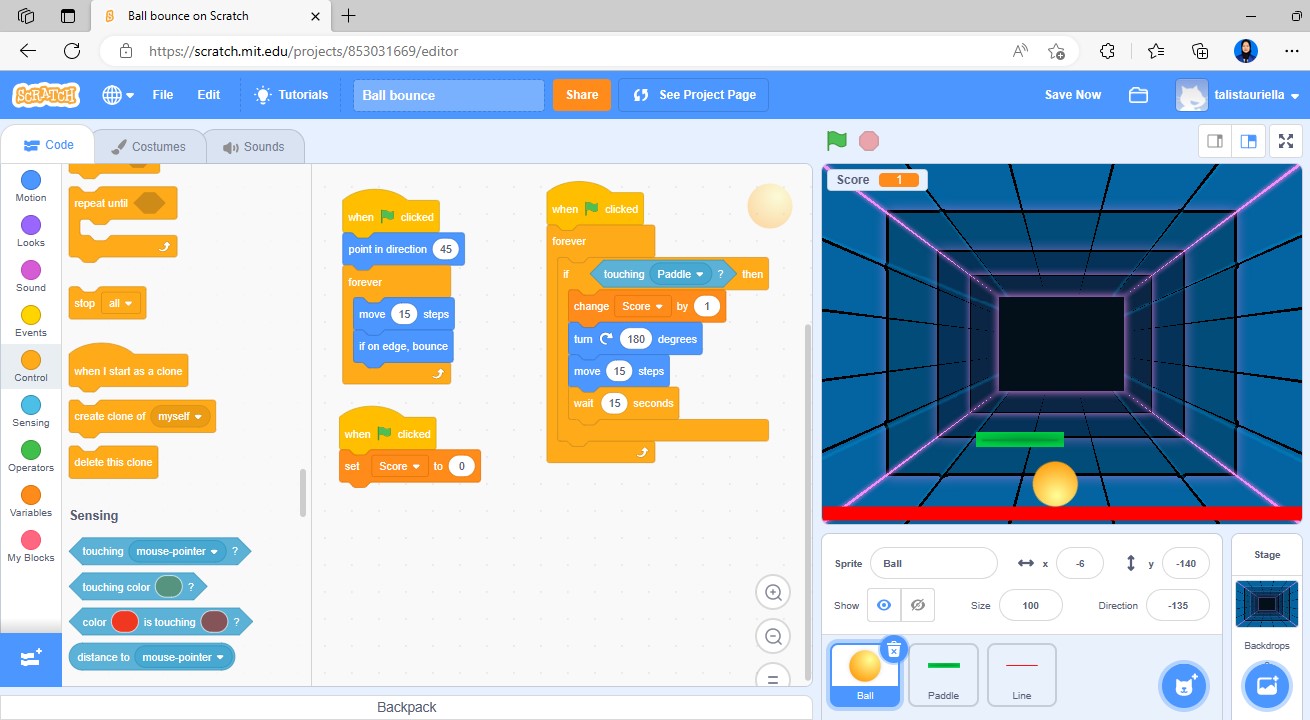 Ball bounce on Scratch
https://scratch.mit.edu/projects/853031669/editor
SCRATCH File Edit Tutorials Ball bounce Share See Project Page Save Now talistauriella
Code Costumes Sounds
Motion
Looks
Sound
Events
Control
Sensing
Operators
Variables
My Blocks
repeat until
stop all
when I start as a clone
create clone of myself
delete this clone
Sensing
touching mouse-pointer ?
touching color ?
color is touching ?
distance to mouse-pointer
when clicked
point in direction 45
forever
move 15 steps
if on edge, bounce
when clicked
set Score to 0
when clicked
forever
if touching Paddle ? then
change Score by 1
turn 180 degrees
move 15 steps
wait 15 seconds
Backpack
Score 1
Sprite Ball x -6 y -140
Show Size 100 Direction -135
Ball
Paddle
Line
Stage
Backdrops